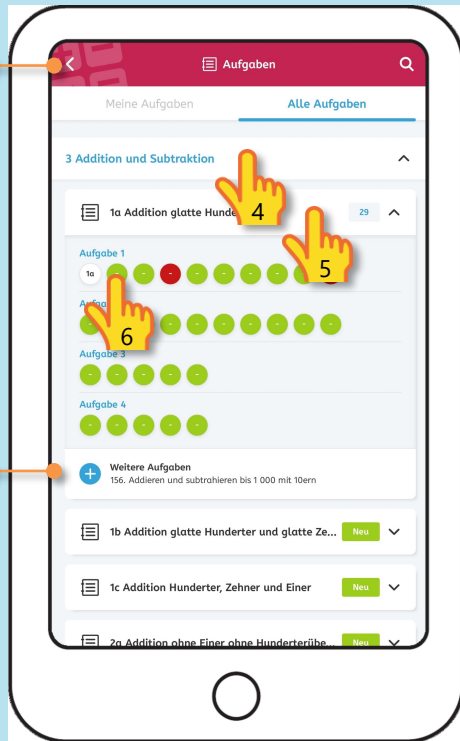 Aufgaben
Meine Aufgaben Alle Aufgaben
3 Addition und Subtraktion
4
1a Addition glatte 29
5
Aufgabe 1
1a - - - - - - - -
6
- - - - - - - -
Aufgabe 3
- - - - -
Aufgabe 4
- - - - -
+ Weitere Aufgaben
156. Addieren und subtrahieren bis 1 000 mit 10ern
1b Addition glatte Hunderter und glatte Ze... Neu
1c Addition Hunderter, Zehner und Einer Neu
2a Addition ohne Einer ohne Hunderterübe... Neu